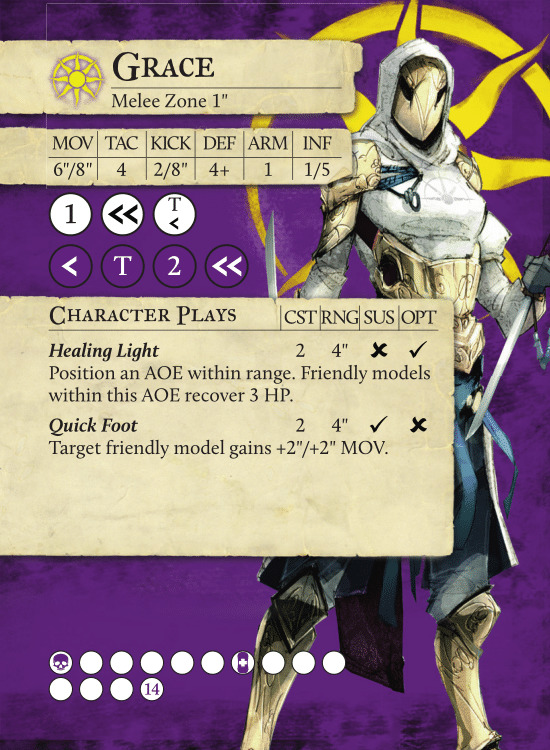 GRACE
Melee Zone 1"
MOV TAC KICK DEF ARM INF
6"/8" 4 2/8" 4+ 1 1/5
1 << T <
< T 2 <<
CHARACTER PLAYS CST RNG SUS OPT
Healing Light 2 4" ✘ ✓
Position an AOE within range. Friendly models
within this AOE recover 3 HP.
Quick Foot 2 4" ✓ ✘
Target friendly model gains +2"/+2" MOV.
14